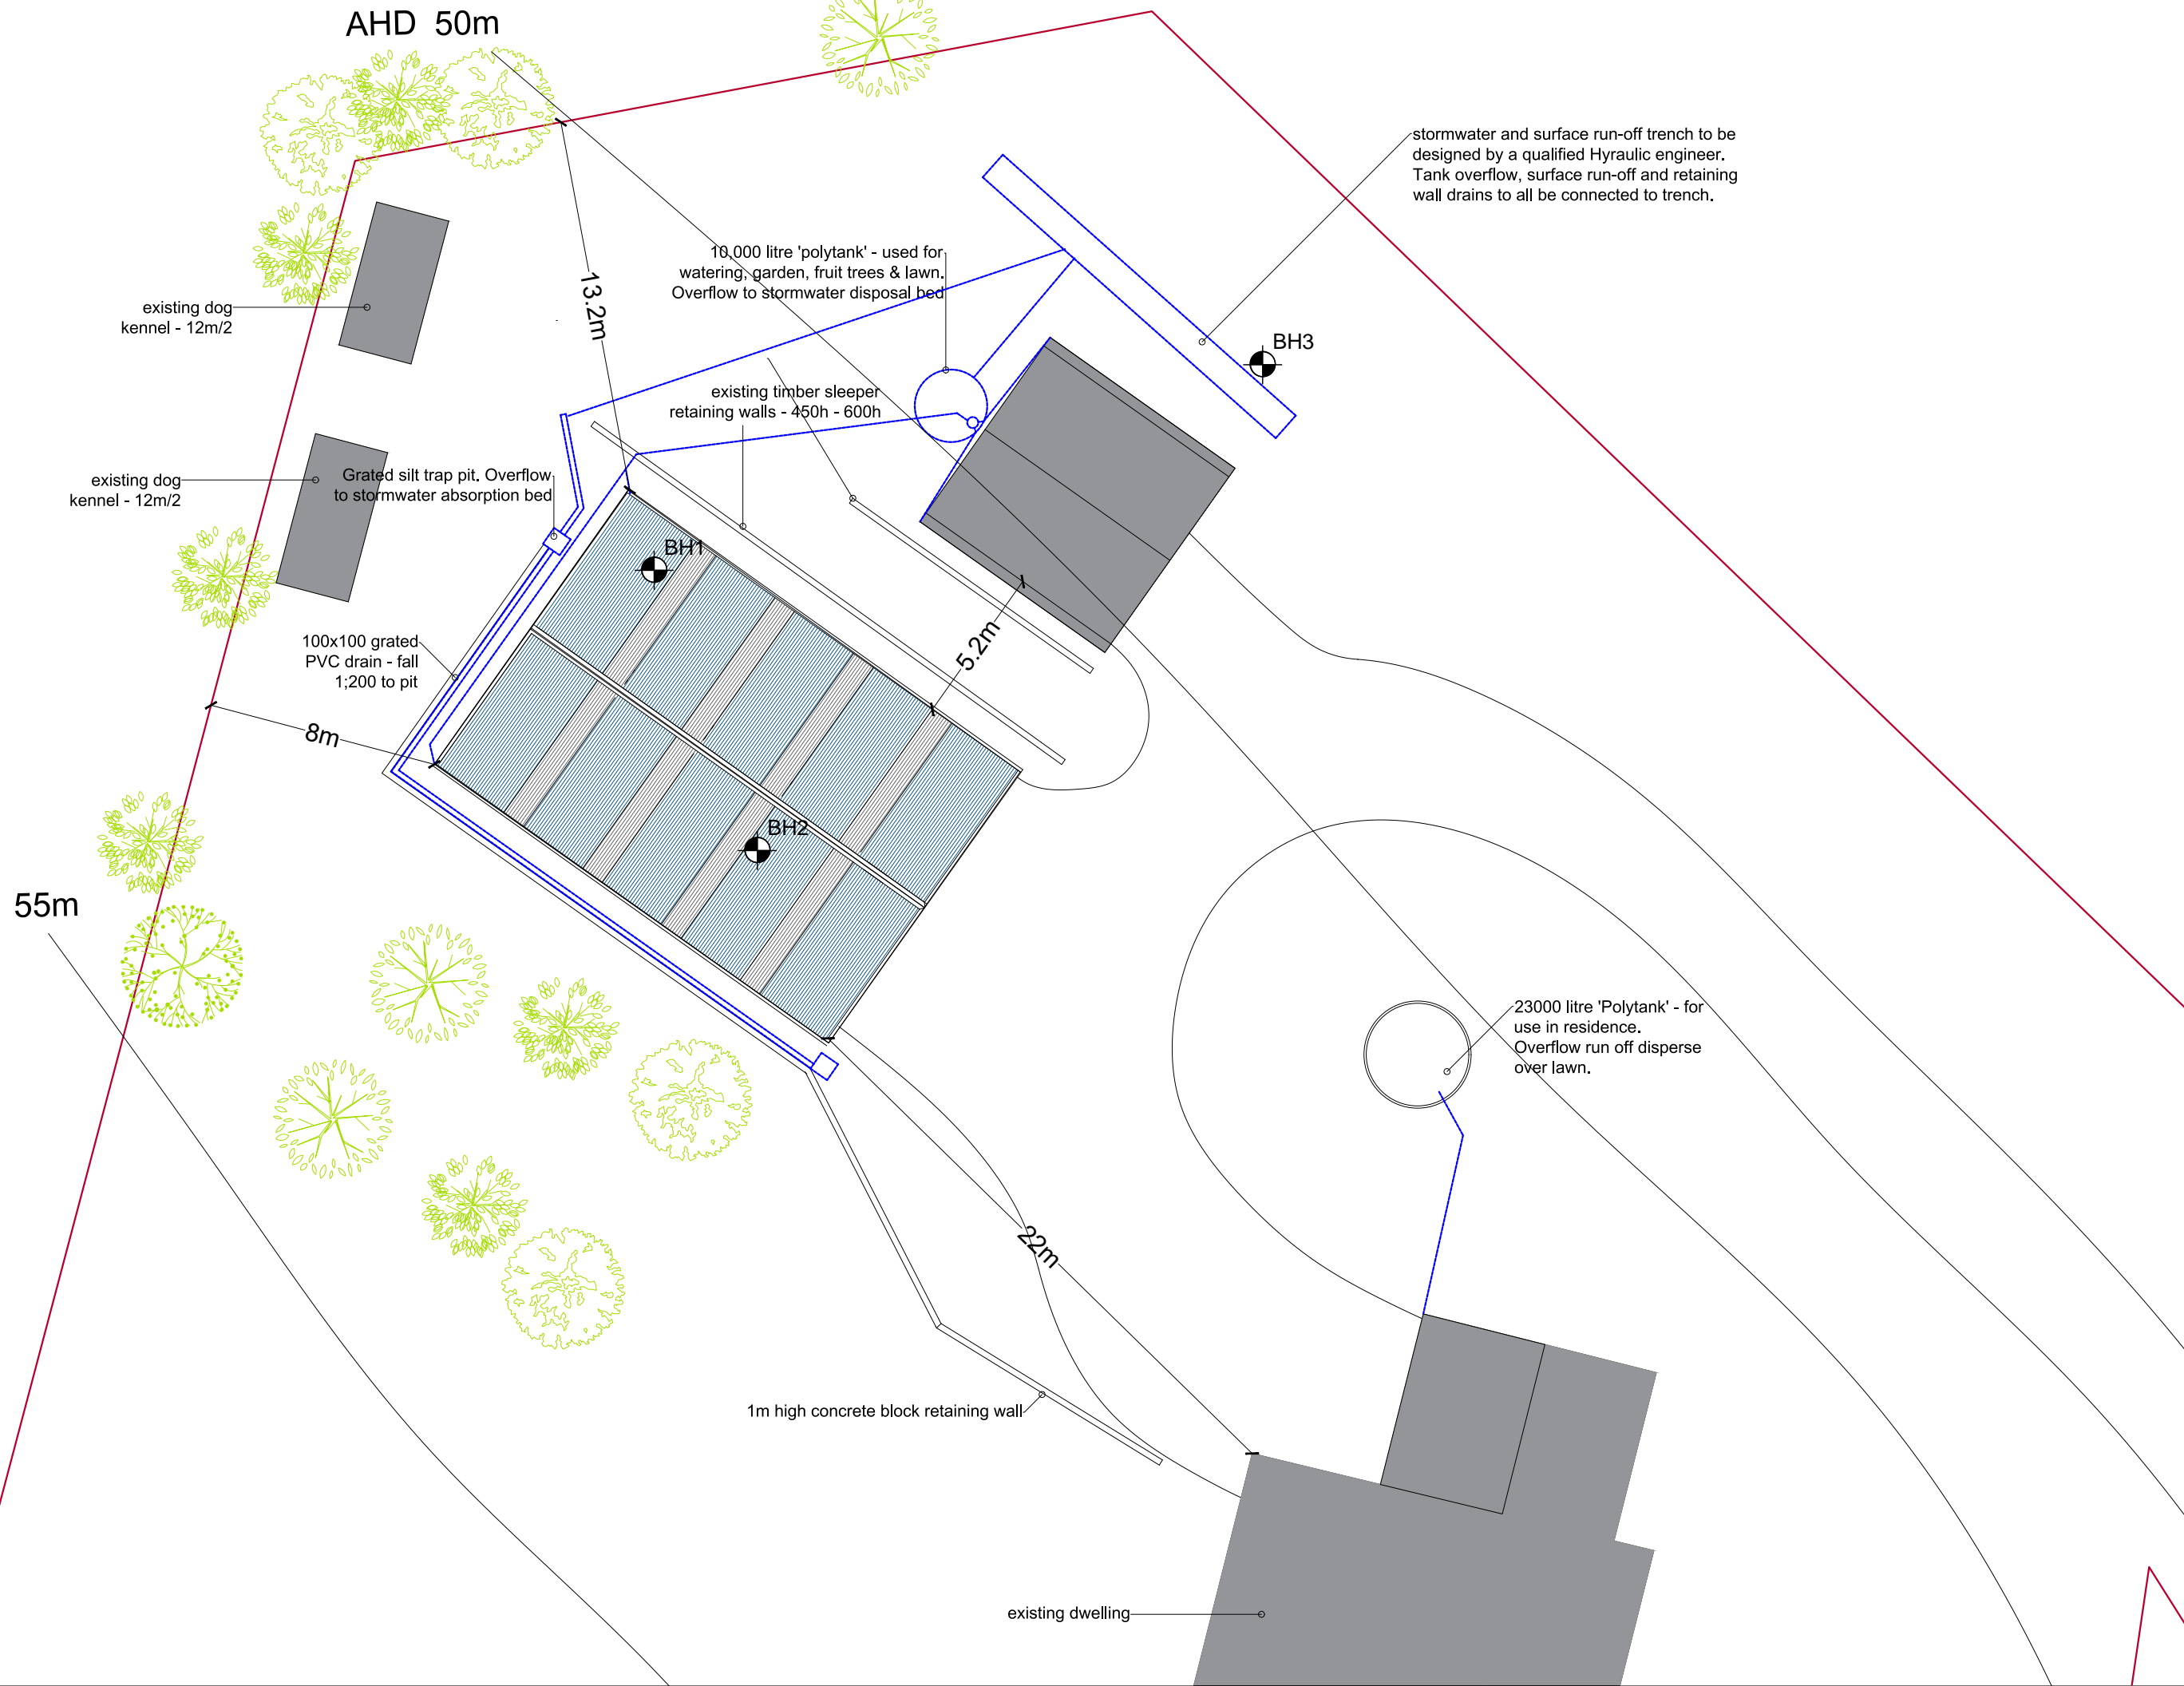 AHD 50m
stormwater and surface run-off trench to be
designed by a qualified Hyraulic engineer.
Tank overflow, surface run-off and retaining
wall drains to all be connected to trench.
10,000 litre 'polytank' - used for
watering, garden, fruit trees & lawn.
Overflow to stormwater disposal bed
13.2m
existing dog
kennel - 12m/2
BH3
existing timber sleeper
retaining walls - 450h - 600h
existing dog
kennel - 12m/2
Grated silt trap pit. Overflow
to stormwater absorption bed
BH1
100x100 grated
PVC drain - fall
1;200 to pit
5.2m
8m
BH2
55m
23000 litre 'Polytank' - for
use in residence.
Overflow run off disperse
over lawn.
22m
1m high concrete block retaining wall
existing dwelling